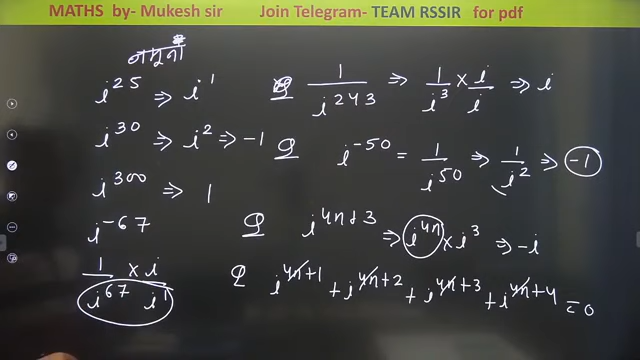 MATHS by- Mukesh sir Join Telegram- TEAM RSSIR for pdf
नमूना
i^25 ⇒ i^1
i^30 ⇒ i^2 ⇒ -1
i^300 ⇒ 1
i^-67
1/i^67 × i/i^1
Q 1/i^243 ⇒ 1/i^3 × i/i ⇒ i
Q i^-50 = 1/i^50 ⇒ 1/i^2 ⇒ -1
Q i^4n+3 ⇒ i^4n × i^3 ⇒ -i
Q i^4n+1 + i^4n+2 + i^4n+3 + i^4n+4 = 0